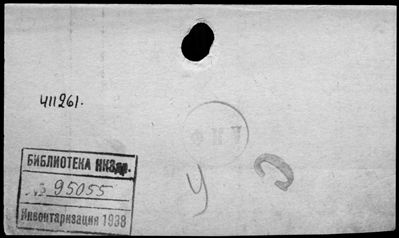 411261.
БИБЛИОТЕКА НКЗдр.
№ 95055
Инвентаризация 1938
У
С